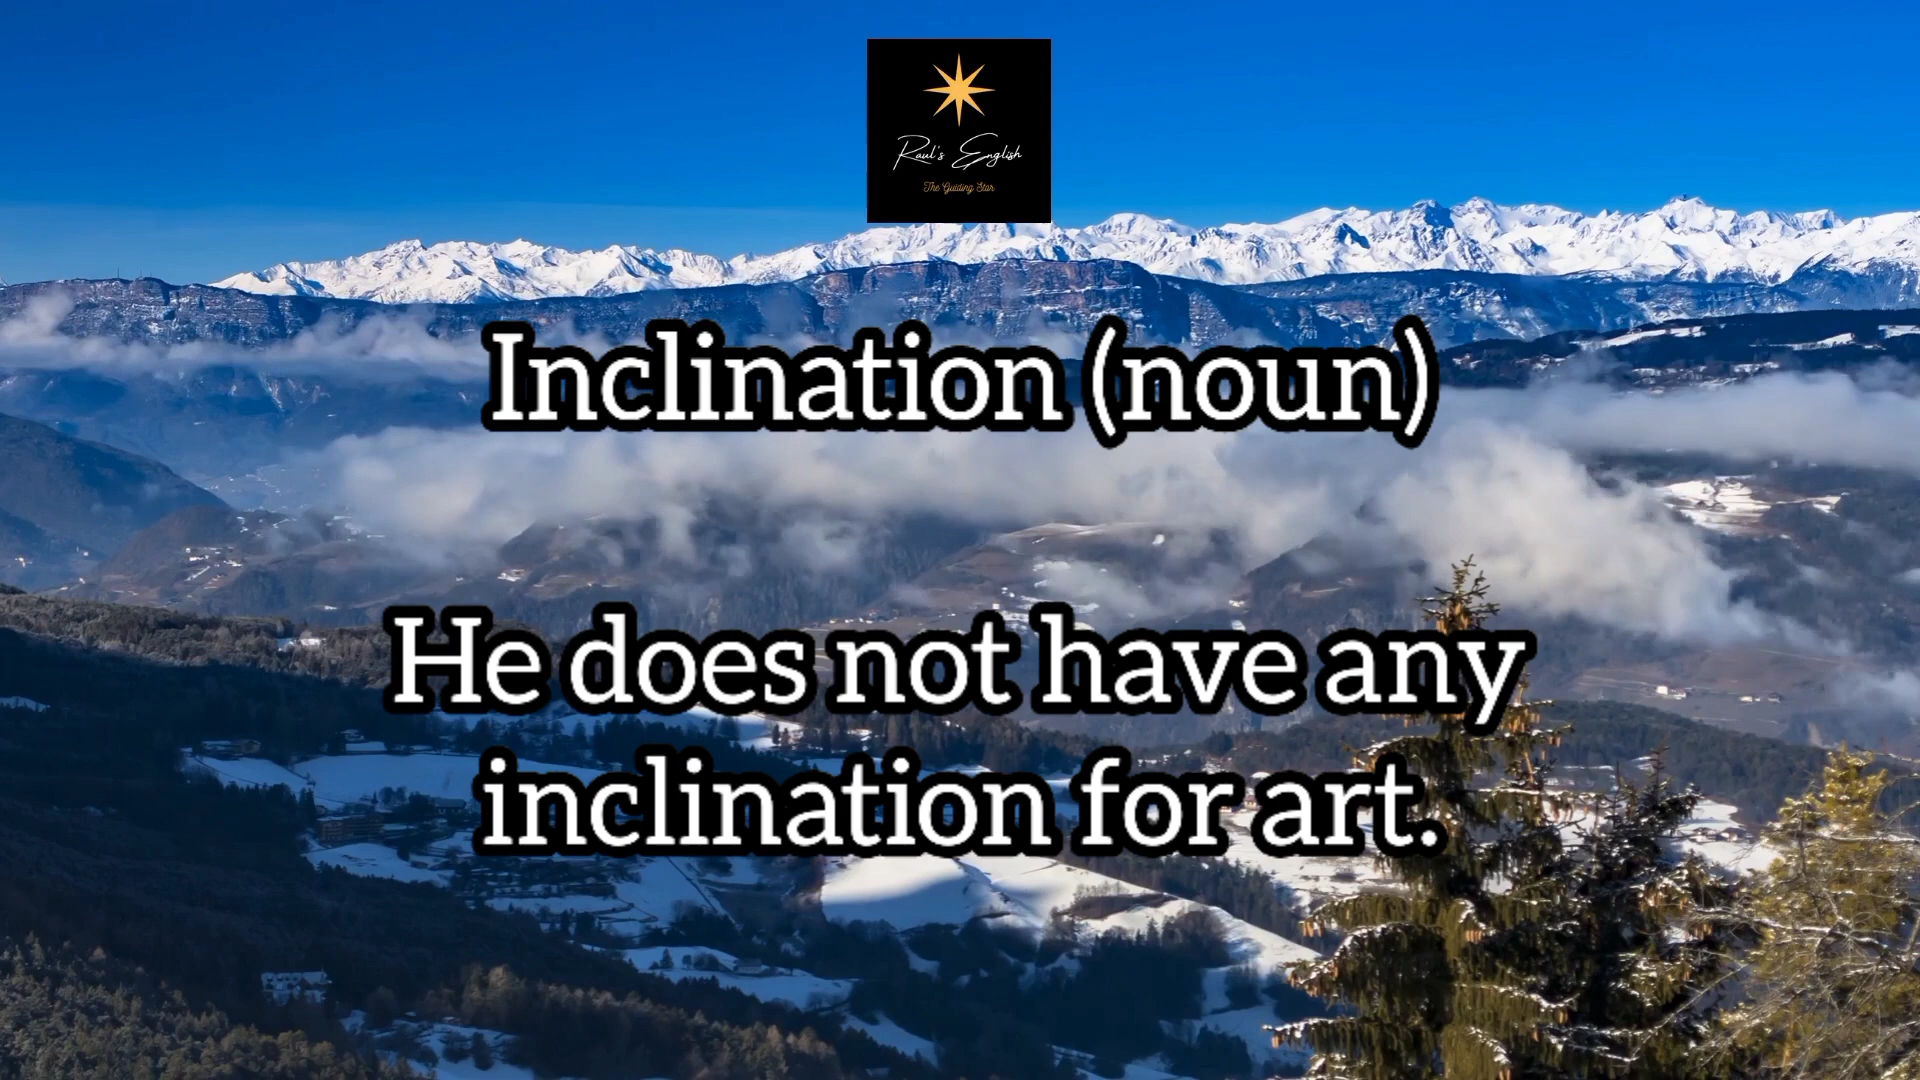 Raul's English
The Guiding Star
Inclination (noun)
He does not have any
inclination for art.